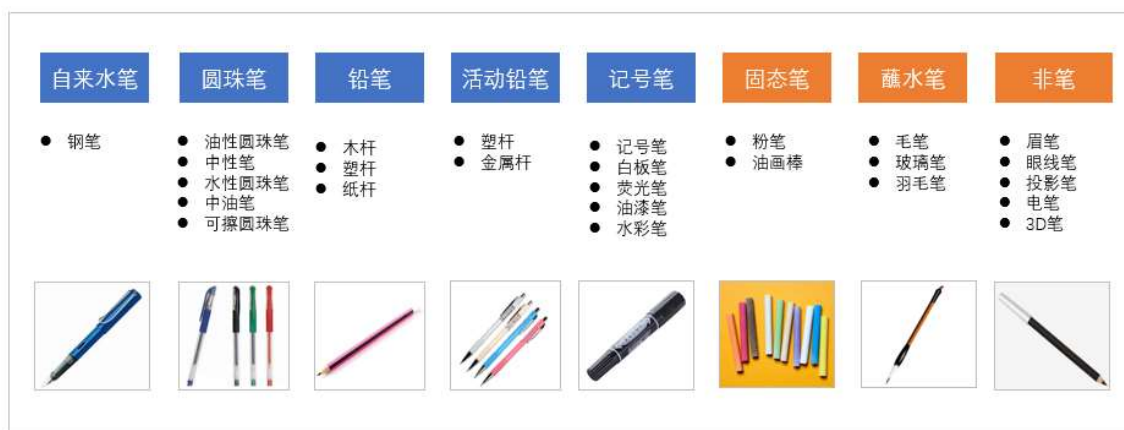 自来水笔
圆珠笔
铅笔
活动铅笔
记号笔
固态笔
蘸水笔
非笔
钢笔
油性圆珠笔
中性笔
水性圆珠笔
中油笔
可擦圆珠笔
木杆
塑杆
纸杆
塑杆
金属杆
记号笔
白板笔
荧光笔
油漆笔
水彩笔
粉笔
油画棒
毛笔
玻璃笔
羽毛笔
眉笔
眼线笔
投影笔
电笔
3D笔